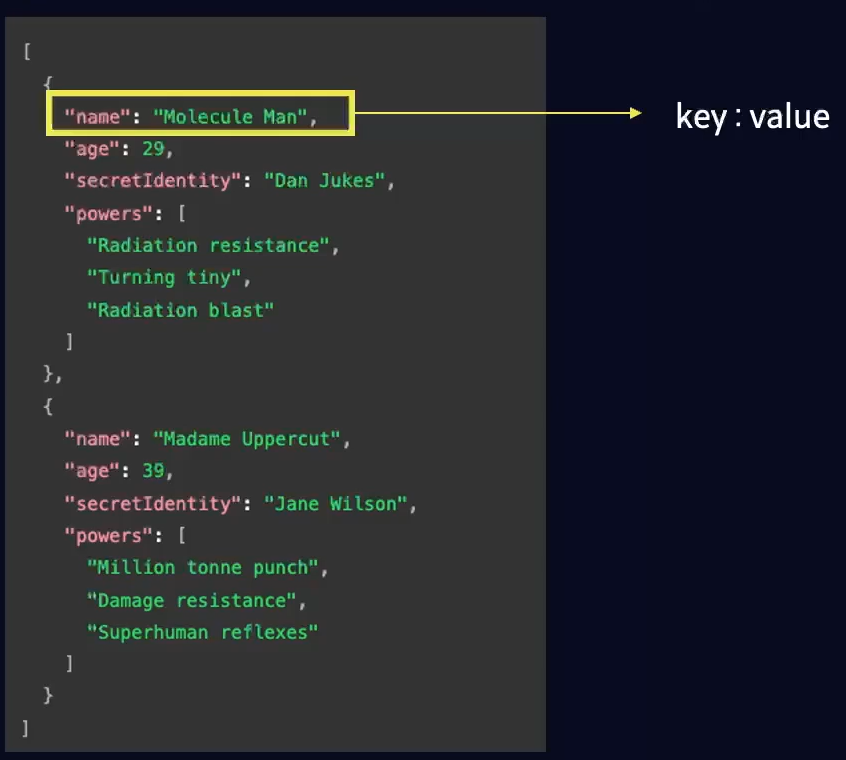 [
{
"name": "Molecule Man",
"age": 29,
"secretIdentity": "Dan Jukes",
"powers": [
"Radiation resistance",
"Turning tiny",
"Radiation blast"
]
},
{
"name": "Madame Uppercut",
"age": 39,
"secretIdentity": "Jane Wilson",
"powers": [
"Million tonne punch",
"Damage resistance",
"Superhuman reflexes"
]
}
]
key : value